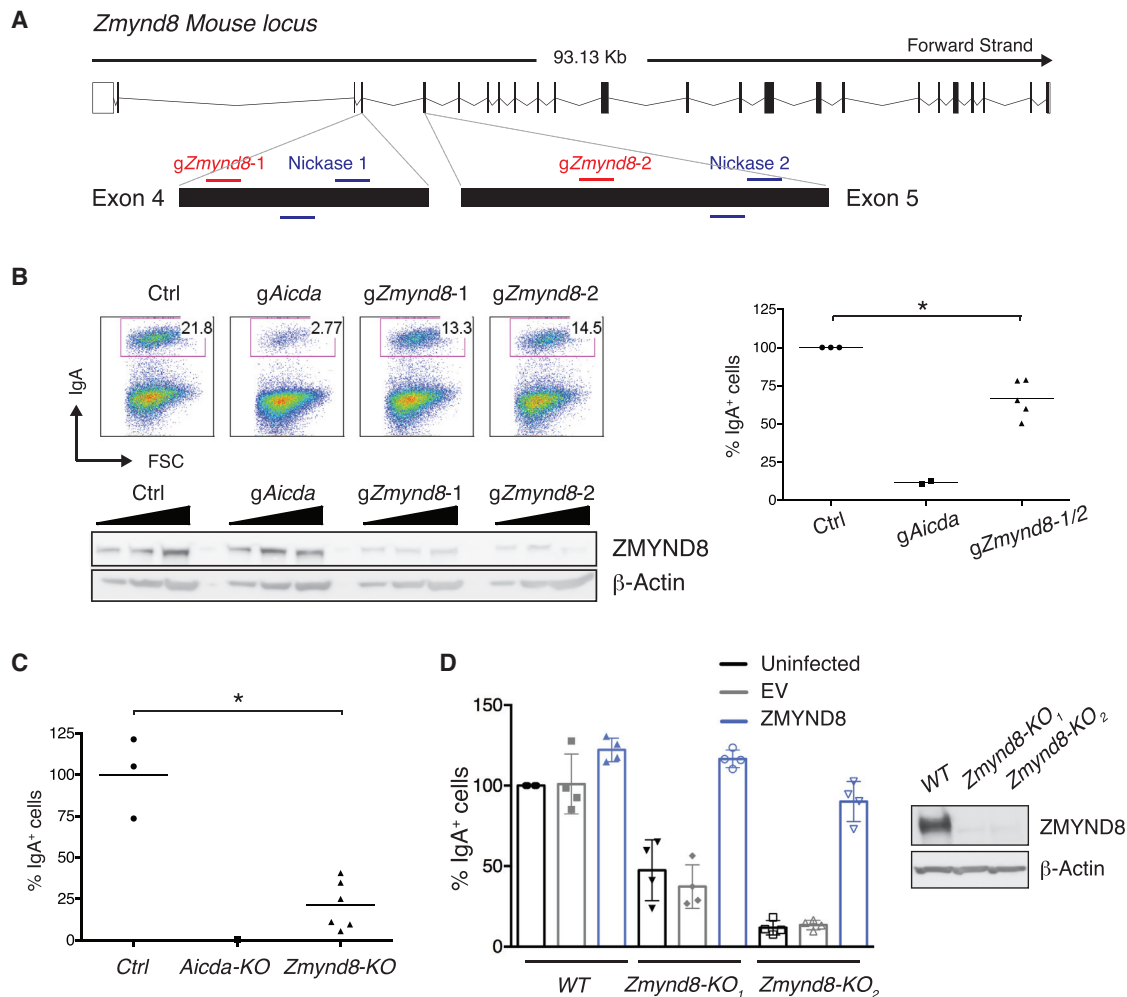 A
Zmynd8 Mouse locus
93.13 Kb
Forward Strand
gZmynd8-1
Nickase 1
gZmynd8-2
Nickase 2
Exon 4
Exon 5
B
Ctrl
gAicda
gZmynd8-1
gZmynd8-2
21.8
2.77
13.3
14.5
IgA
FSC
Ctrl
gAicda
gZmynd8-1
gZmynd8-2
ZMYND8
β-Actin
% IgA⁺ cells
125
100
75
50
25
0
*
Ctrl
gAicda
gZmynd8-1/2
C
% IgA⁺ cells
125
100
75
50
25
0
*
Ctrl
Aicda-KO
Zmynd8-KO
D
Uninfected
EV
ZMYND8
% IgA⁺ cells
150
100
50
0
WT
Zmynd8-KO₁
Zmynd8-KO₂
WT
Zmynd8-KO₁
Zmynd8-KO₂
ZMYND8
β-Actin